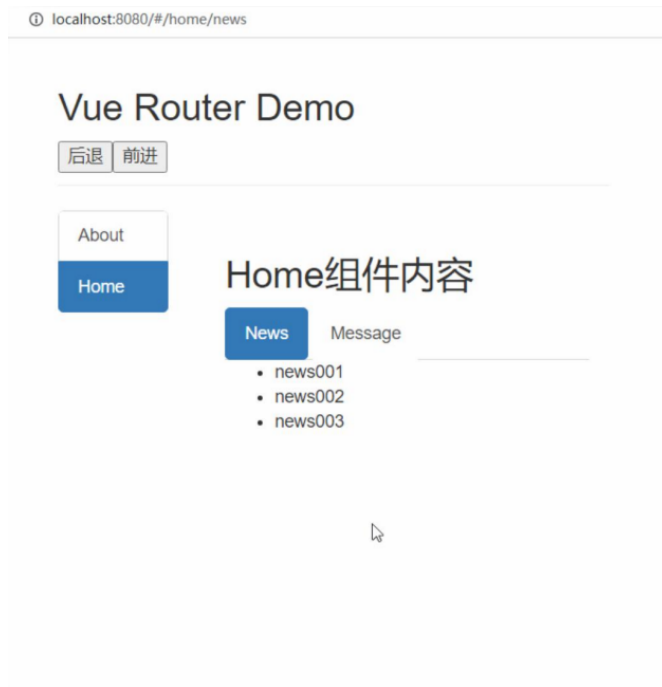 localhost:8080/#/home/news
Vue Router Demo
后退 前进
About
Home
Home组件内容
News Message
• news001
• news002
• news003